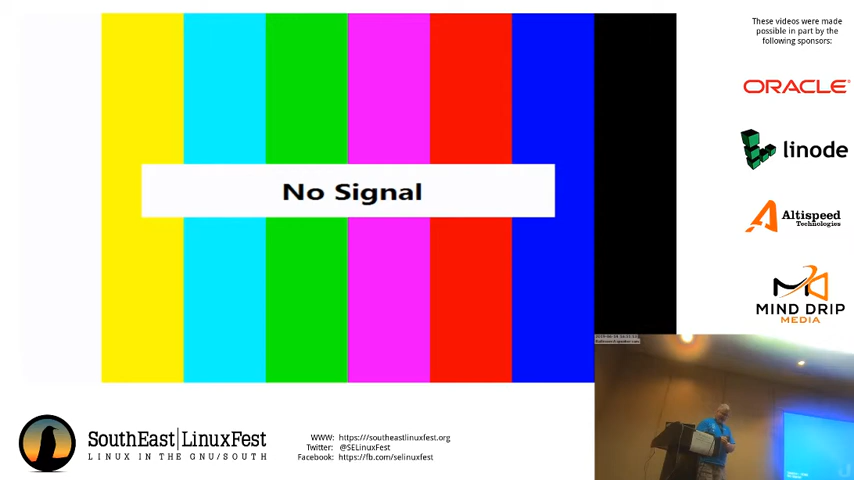 These videos were made
possible in part by the
following sponsors:
ORACLE
linode
Altispeed
Technologies
MIND DRIP
MEDIA
No Signal
SouthEast|LinuxFest
LINUX IN THE GNU/SOUTH
WWW: https://southeastlinuxfest.org
Twitter: @SELinuxFest
Facebook: https://fb.com/selinuxfest